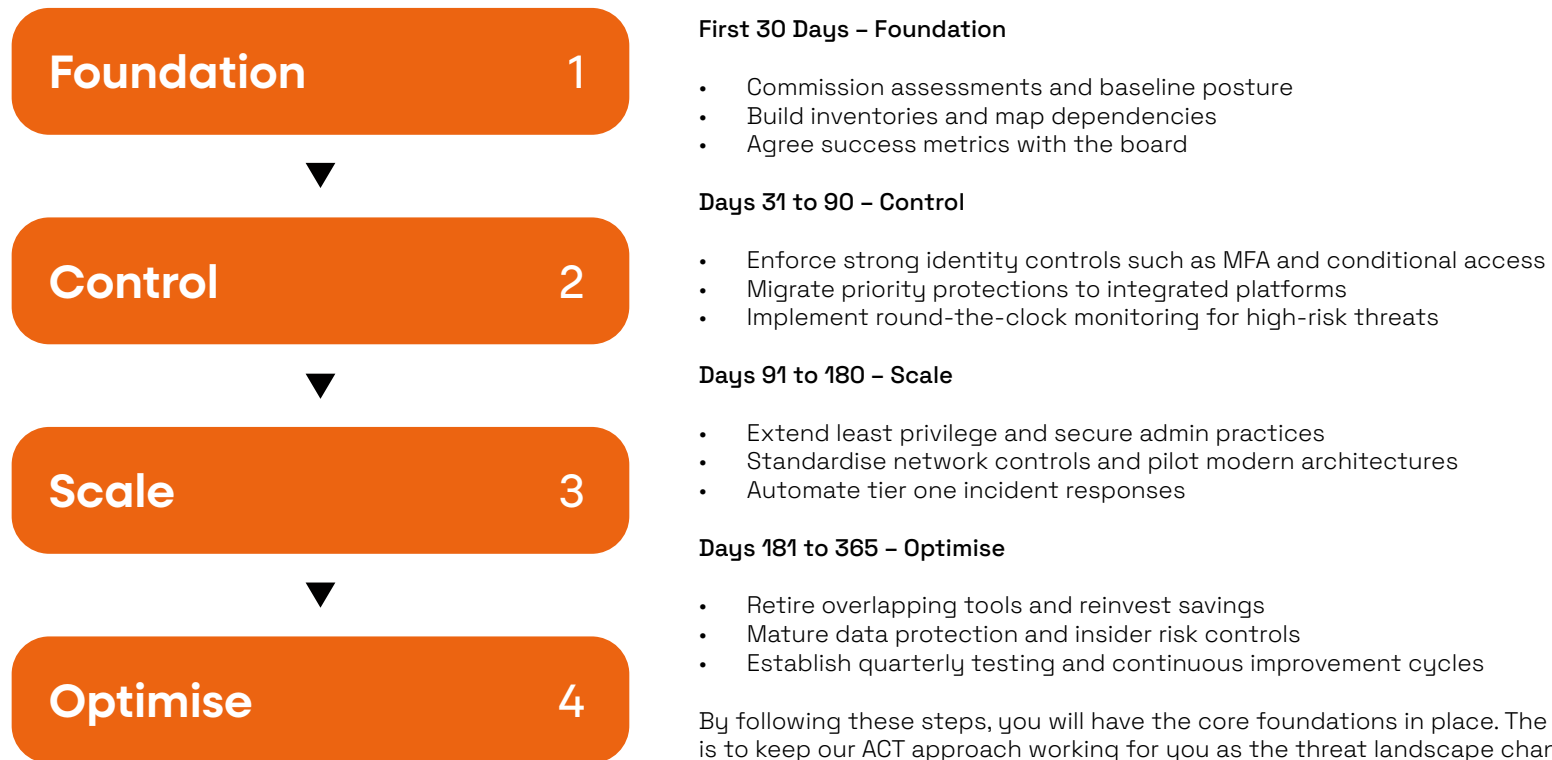 Foundation 1
Control 2
Scale 3
Optimise 4
First 30 Days – Foundation
• Commission assessments and baseline posture
• Build inventories and map dependencies
• Agree success metrics with the board
Days 31 to 90 – Control
• Enforce strong identity controls such as MFA and conditional access
• Migrate priority protections to integrated platforms
• Implement round-the-clock monitoring for high-risk threats
Days 91 to 180 – Scale
• Extend least privilege and secure admin practices
• Standardise network controls and pilot modern architectures
• Automate tier one incident responses
Days 181 to 365 – Optimise
• Retire overlapping tools and reinvest savings
• Mature data protection and insider risk controls
• Establish quarterly testing and continuous improvement cycles
By following these steps, you will have the core foundations in place. The
is to keep our ACT approach working for you as the threat landscape